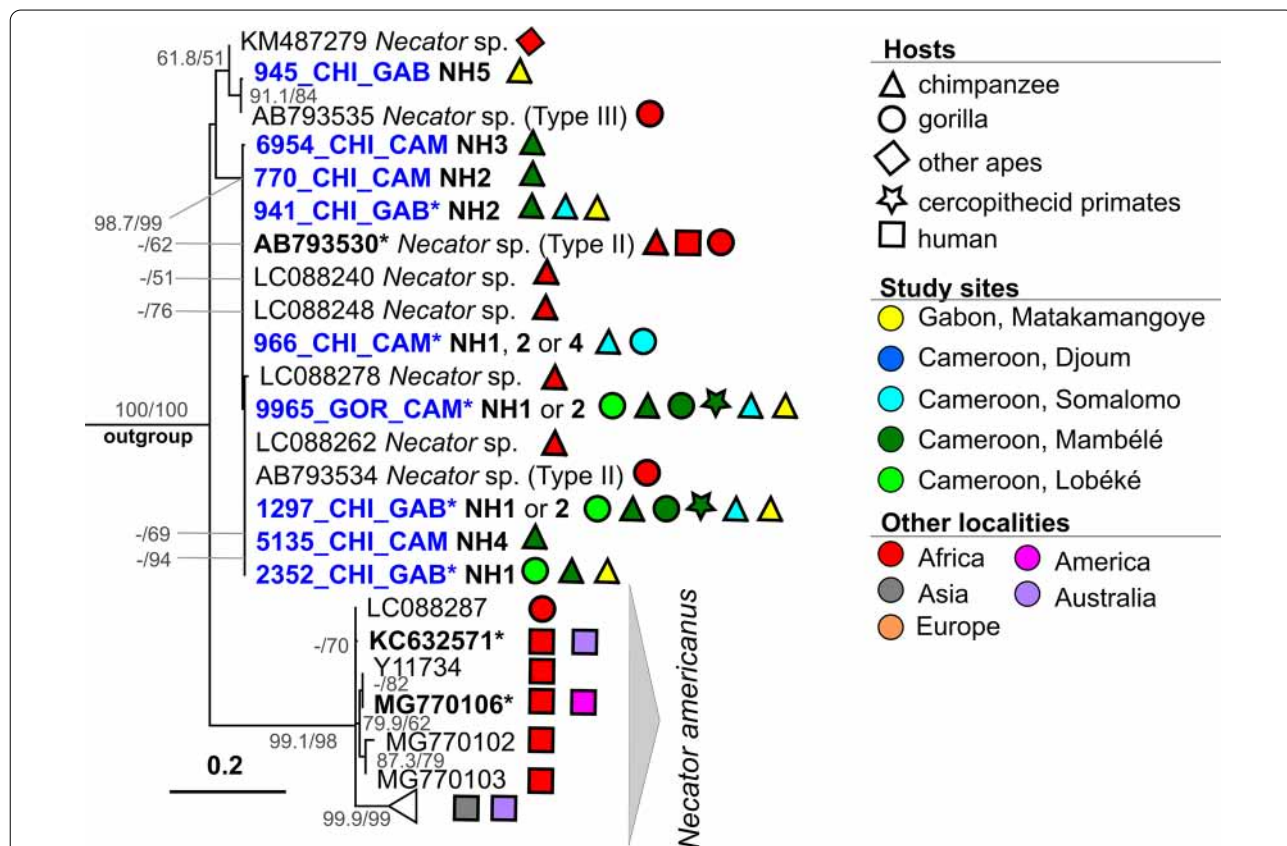 KM487279 Necator sp.
61.8/51
945_CHI_GAB NH5
91.1/84
AB793535 Necator sp. (Type III)
6954_CHI_CAM NH3
770_CHI_CAM NH2
941_CHI_GAB* NH2
98.7/99
-/62
AB793530* Necator sp. (Type II)
-/51
LC088240 Necator sp.
-/76
LC088248 Necator sp.
966_CHI_CAM* NH1, 2 or 4
LC088278 Necator sp.
100/100
9965_GOR_CAM* NH1 or 2
outgroup
LC088262 Necator sp.
AB793534 Necator sp. (Type II)
1297_CHI_GAB* NH1 or 2
-/69
5135_CHI_CAM NH4
-/94
2352_CHI_GAB* NH1
LC088287
-/70
KC632571*
Y11734
-/82
MG770106*
79.9/62
99.1/98
MG770102
87.3/79
0.2
MG770103
99.9/99
Necator americanus
Hosts
chimpanzee
gorilla
other apes
cercopithecid primates
human
Study sites
Gabon, Matakamangoye
Cameroon, Djoum
Cameroon, Somalomo
Cameroon, Mambélé
Cameroon, Lobéké
Other localities
Africa
America
Asia
Australia
Europe